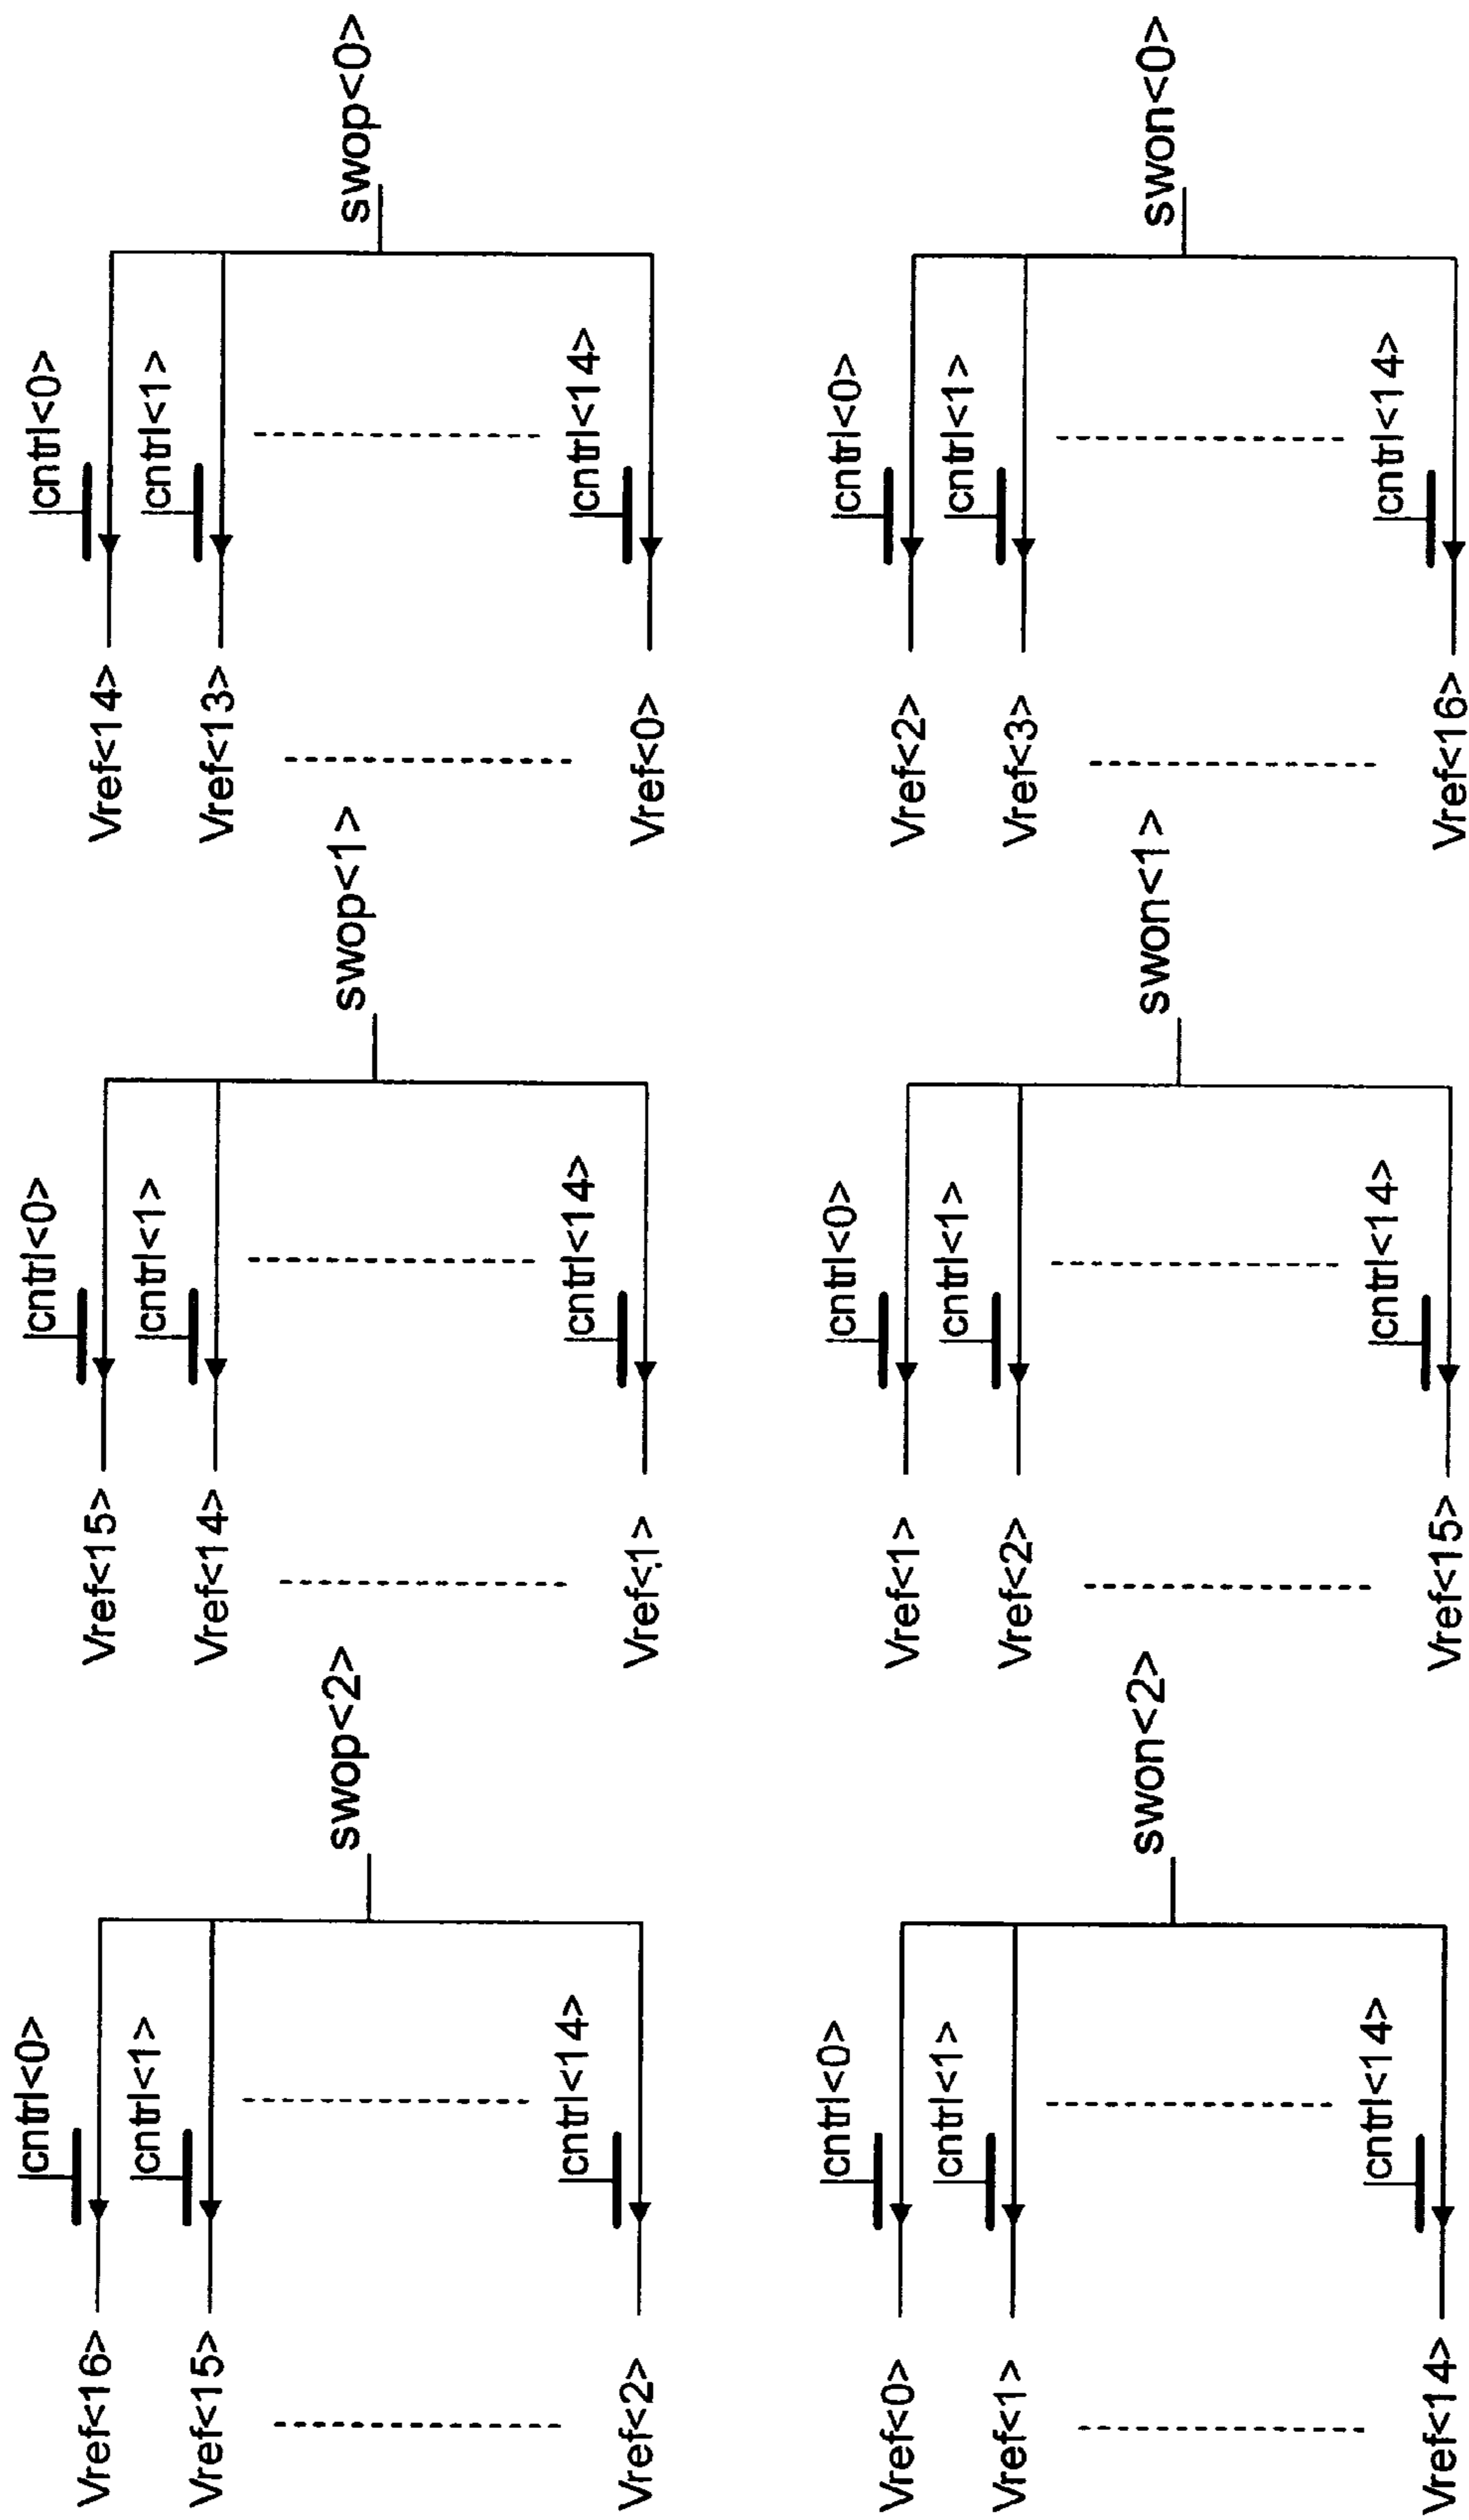 cntrl<0>
Vref<16>
cntrl<1>
Vref<15>
swop<2>
cntrl<14>
Vref<2>
cntrl<0>
Vref<15>
cntrl<1>
Vref<14>
swop<1>
cntrl<14>
Vref<1>
cntrl<0>
Vref<14>
cntrl<1>
Vref<13>
swop<0>
cntrl<14>
Vref<0>
cntrl<0>
Vref<0>
cntrl<1>
Vref<1>
swon<2>
cntrl<14>
Vref<14>
cntrl<0>
Vref<1>
cntrl<1>
Vref<2>
swon<1>
cntrl<14>
Vref<15>
cntrl<0>
Vref<2>
cntrl<1>
Vref<3>
swon<0>
cntrl<14>
Vref<16>